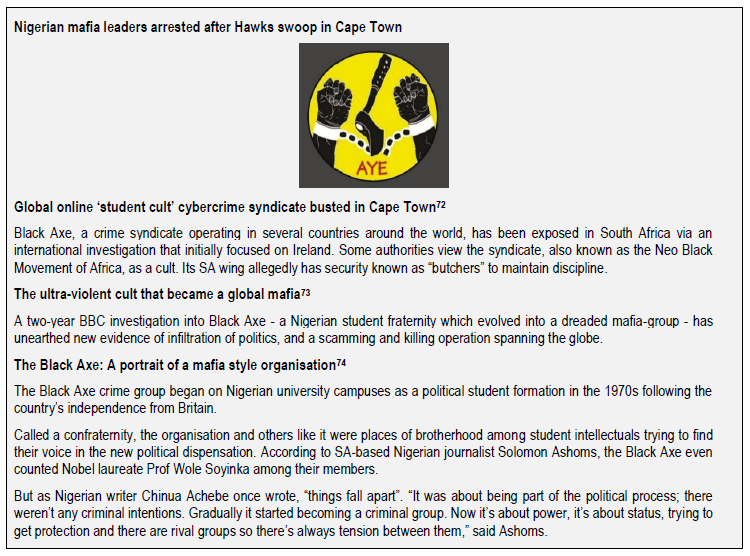 Nigerian mafia leaders arrested after Hawks swoop in Cape Town
AYE
Global online ‘student cult’ cybercrime syndicate busted in Cape Town72
Black Axe, a crime syndicate operating in several countries around the world, has been exposed in South Africa via an
international investigation that initially focused on Ireland. Some authorities view the syndicate, also known as the Neo Black
Movement of Africa, as a cult. Its SA wing allegedly has security known as “butchers” to maintain discipline.
The ultra-violent cult that became a global mafia73
A two-year BBC investigation into Black Axe - a Nigerian student fraternity which evolved into a dreaded mafia-group - has
unearthed new evidence of infiltration of politics, and a scamming and killing operation spanning the globe.
The Black Axe: A portrait of a mafia style organisation74
The Black Axe crime group began on Nigerian university campuses as a political student formation in the 1970s following the
country’s independence from Britain.
Called a confraternity, the organisation and others like it were places of brotherhood among student intellectuals trying to find
their voice in the new political dispensation. According to SA-based Nigerian journalist Solomon Ashoms, the Black Axe even
counted Nobel laureate Prof Wole Soyinka among their members.
But as Nigerian writer Chinua Achebe once wrote, “things fall apart”. “It was about being part of the political process; there
weren’t any criminal intentions. Gradually it started becoming a criminal group. Now it’s about power, it’s about status, trying to
get protection and there are rival groups so there’s always tension between them,” said Ashoms.